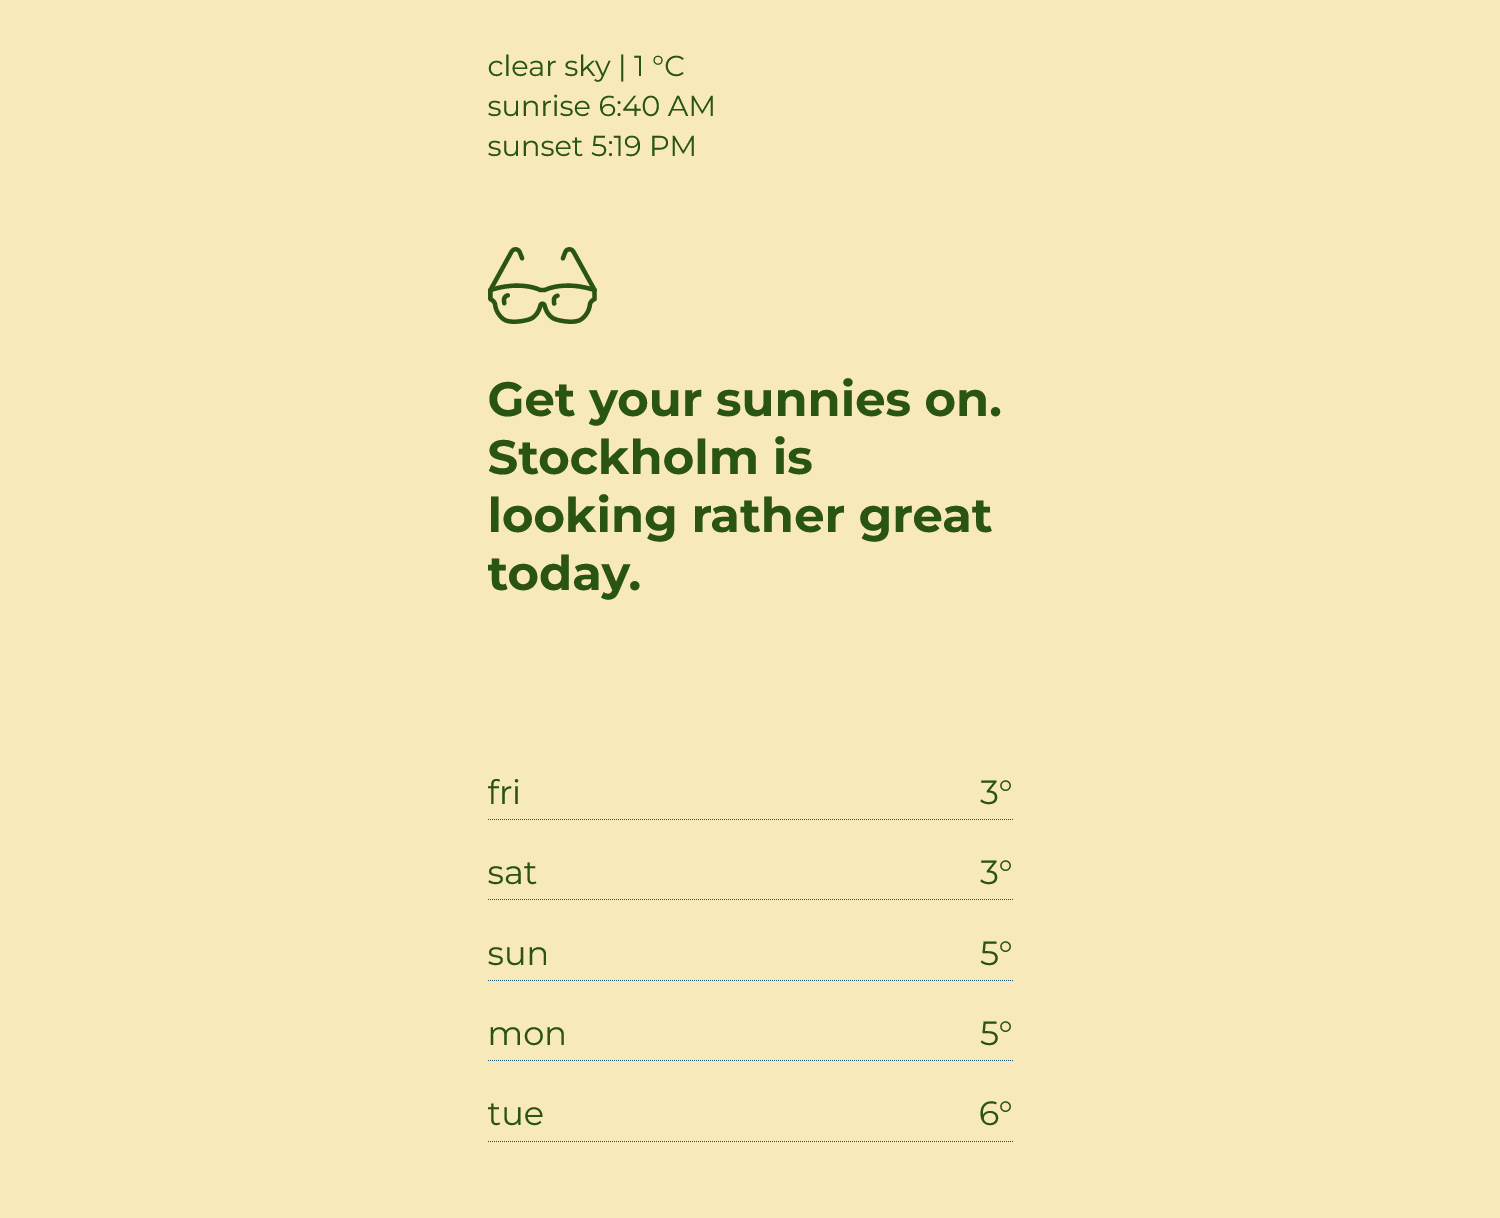 clear sky | 1 °C
sunrise 6:40 AM
sunset 5:19 PM
Get your sunnies on.
Stockholm is
looking rather great
today.
fri 3°
sat 3°
sun 5°
mon 5°
tue 6°